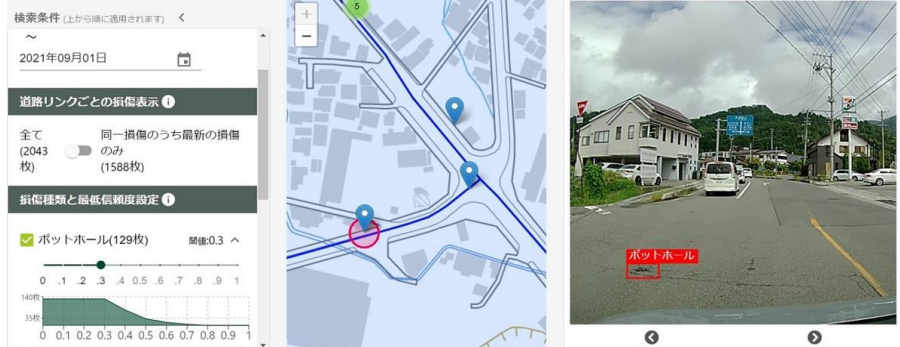 検索条件 (上から順に適用されます)
～
2021年09月01日
道路リンクごとの損傷表示
全て
(2043
枚)
同一損傷のうち最新の損傷
のみ
(1588枚)
損傷種類と最低信頼度設定
ポットホール(129枚)
閾値:0.3
0 .1 .2 .3 .4 0.5 .6 .7 .8 .9 1
140枚
35枚
0 0.1 0.2 0.3 0.4 0.5 0.6 0.7 0.8 0.9 1
+
−
5
ポットホール